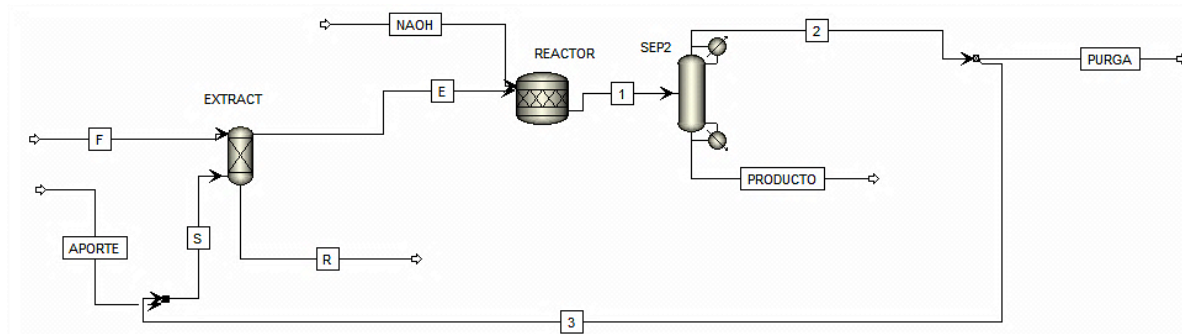 NAOH
2
REACTOR
SEP2
PURGA
E
1
EXTRACT
F
PRODUCTO
APORTE
S
R
3